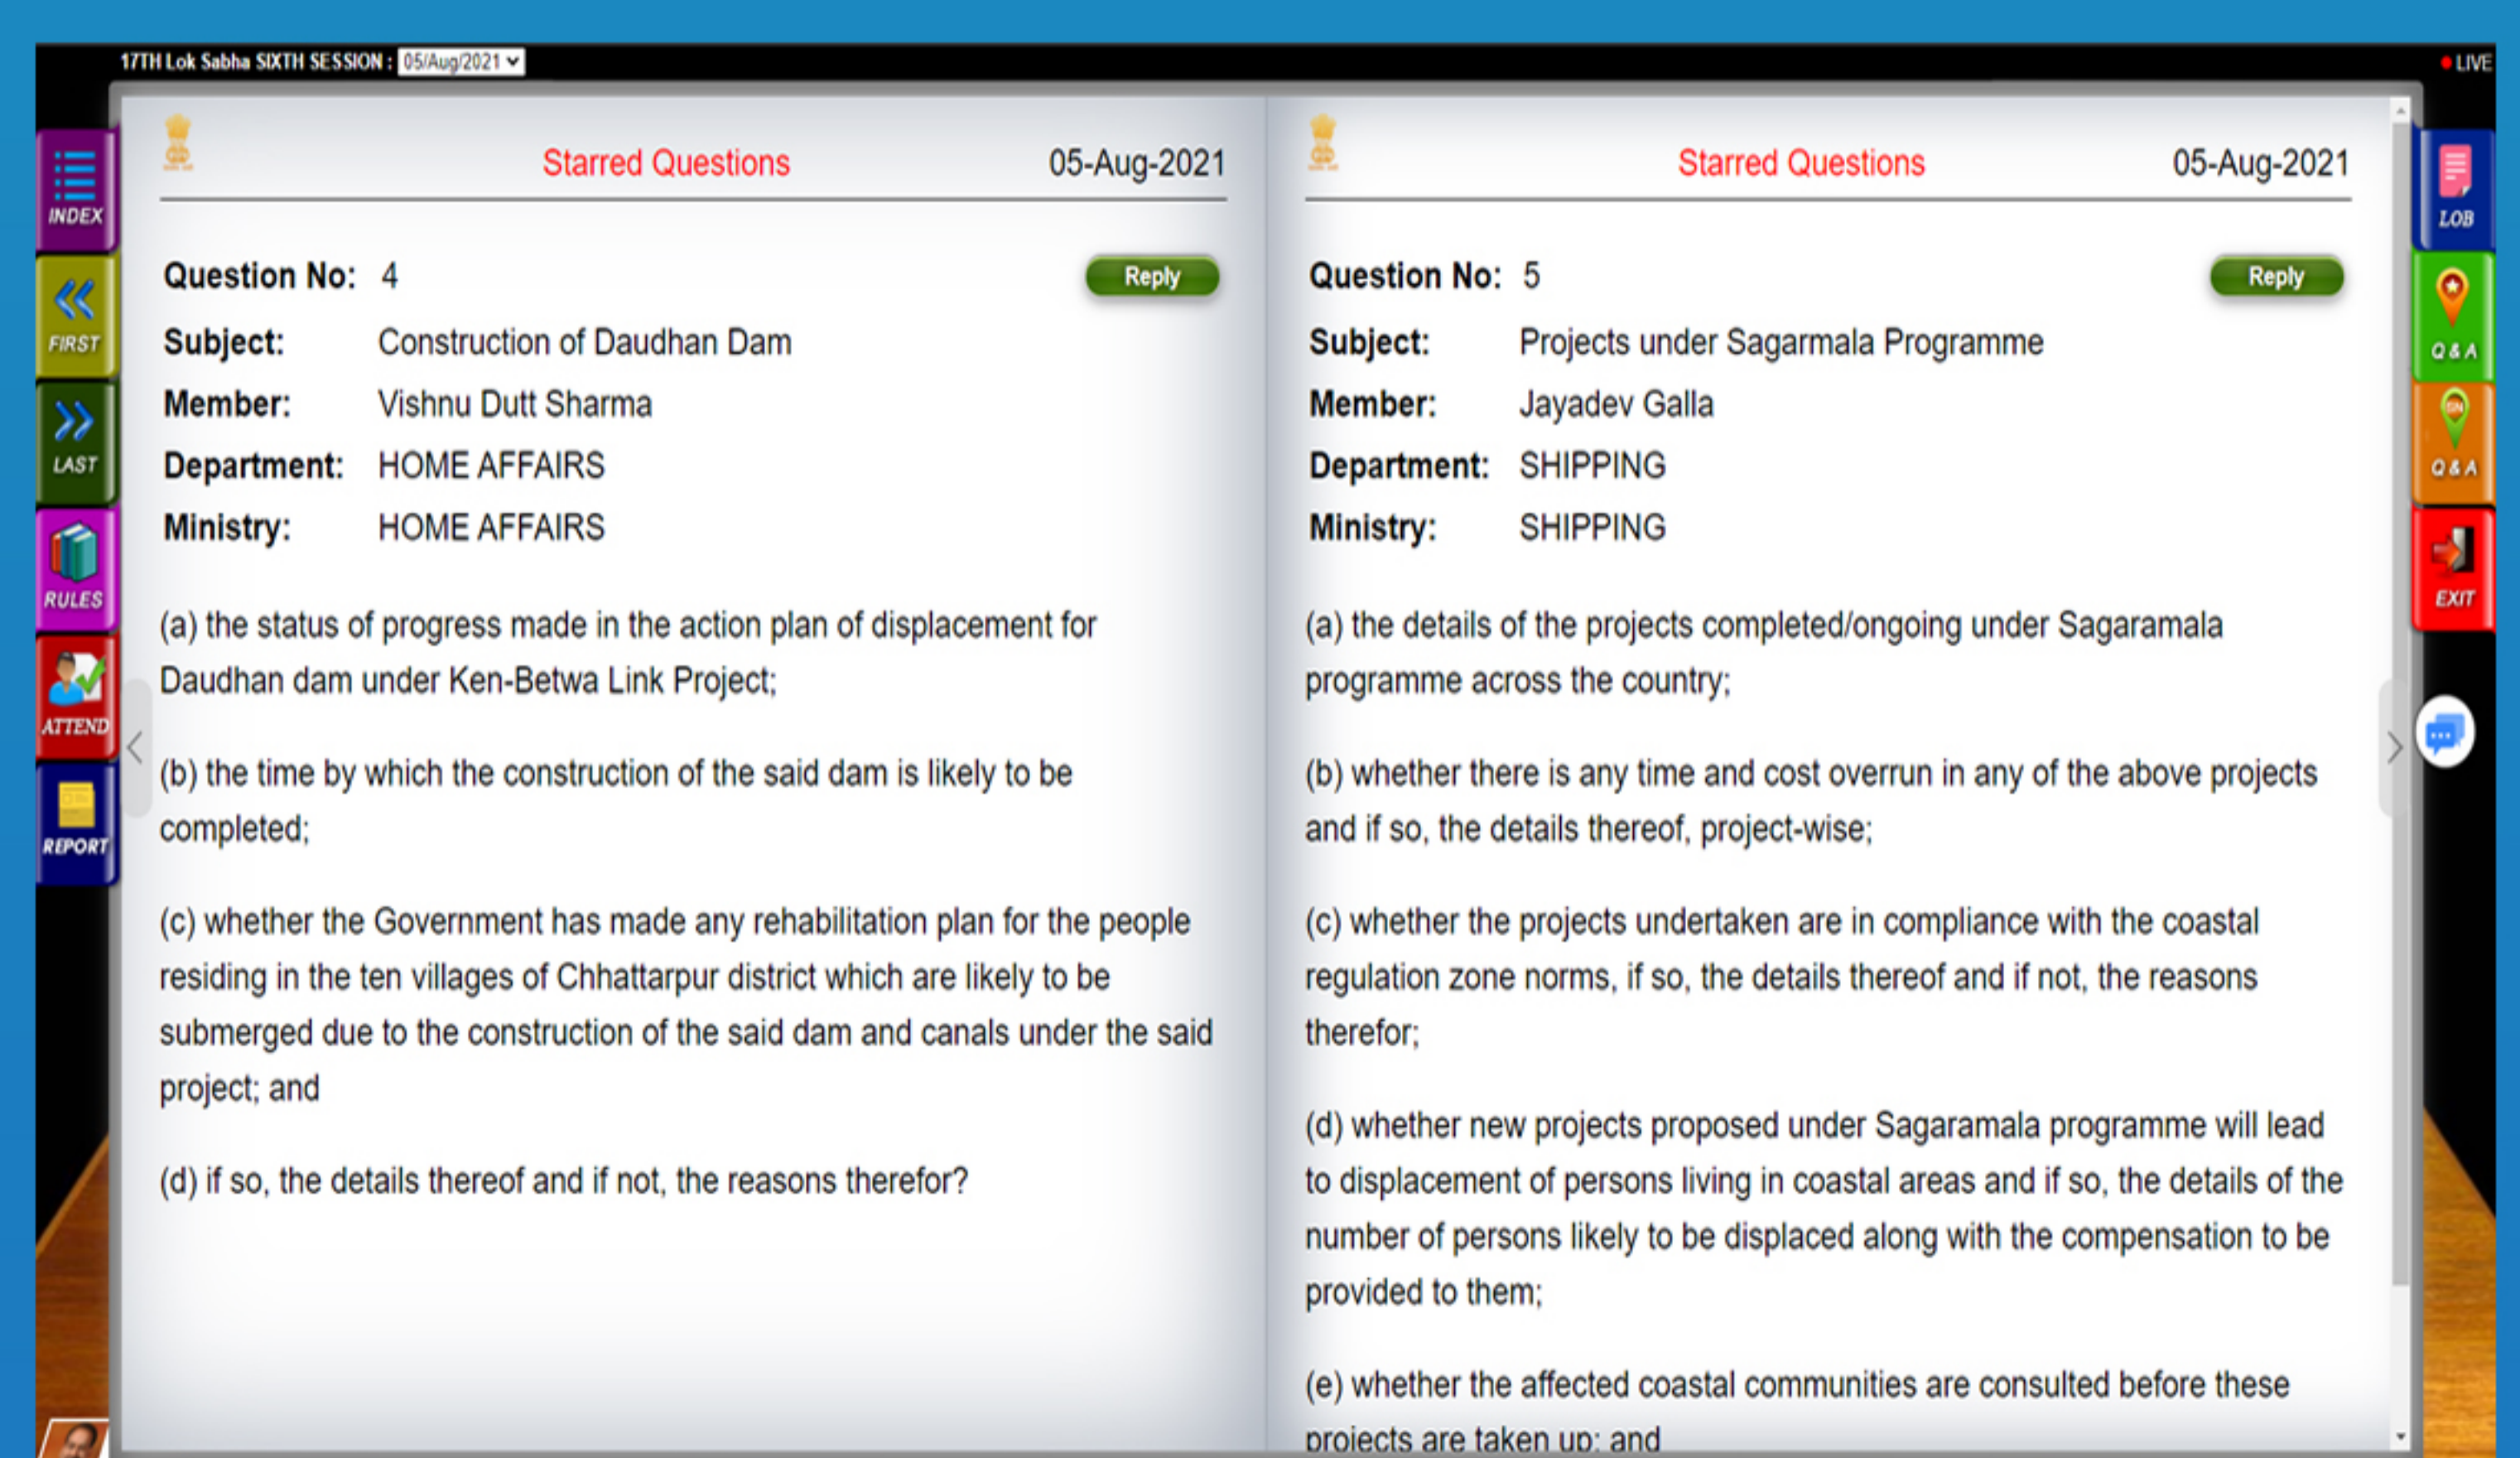 17TH Lok Sabha SIXTH SESSION : 05/Aug/2021
LIVE
INDEX
FIRST
LAST
RULES
ATTEND
REPORT
Starred Questions 05-Aug-2021
Question No: 4 Reply
Subject: Construction of Daudhan Dam
Member: Vishnu Dutt Sharma
Department: HOME AFFAIRS
Ministry: HOME AFFAIRS
(a) the status of progress made in the action plan of displacement for
Daudhan dam under Ken-Betwa Link Project;
(b) the time by which the construction of the said dam is likely to be
completed;
(c) whether the Government has made any rehabilitation plan for the people
residing in the ten villages of Chhattarpur district which are likely to be
submerged due to the construction of the said dam and canals under the said
project; and
(d) if so, the details thereof and if not, the reasons therefor?
Starred Questions 05-Aug-2021
Question No: 5 Reply
Subject: Projects under Sagarmala Programme
Member: Jayadev Galla
Department: SHIPPING
Ministry: SHIPPING
(a) the details of the projects completed/ongoing under Sagaramala
programme across the country;
(b) whether there is any time and cost overrun in any of the above projects
and if so, the details thereof, project-wise;
(c) whether the projects undertaken are in compliance with the coastal
regulation zone norms, if so, the details thereof and if not, the reasons
therefor;
(d) whether new projects proposed under Sagaramala programme will lead
to displacement of persons living in coastal areas and if so, the details of the
number of persons likely to be displaced along with the compensation to be
provided to them;
(e) whether the affected coastal communities are consulted before these
projects are taken up; and
LOB
Q & A
Q & A
EXIT